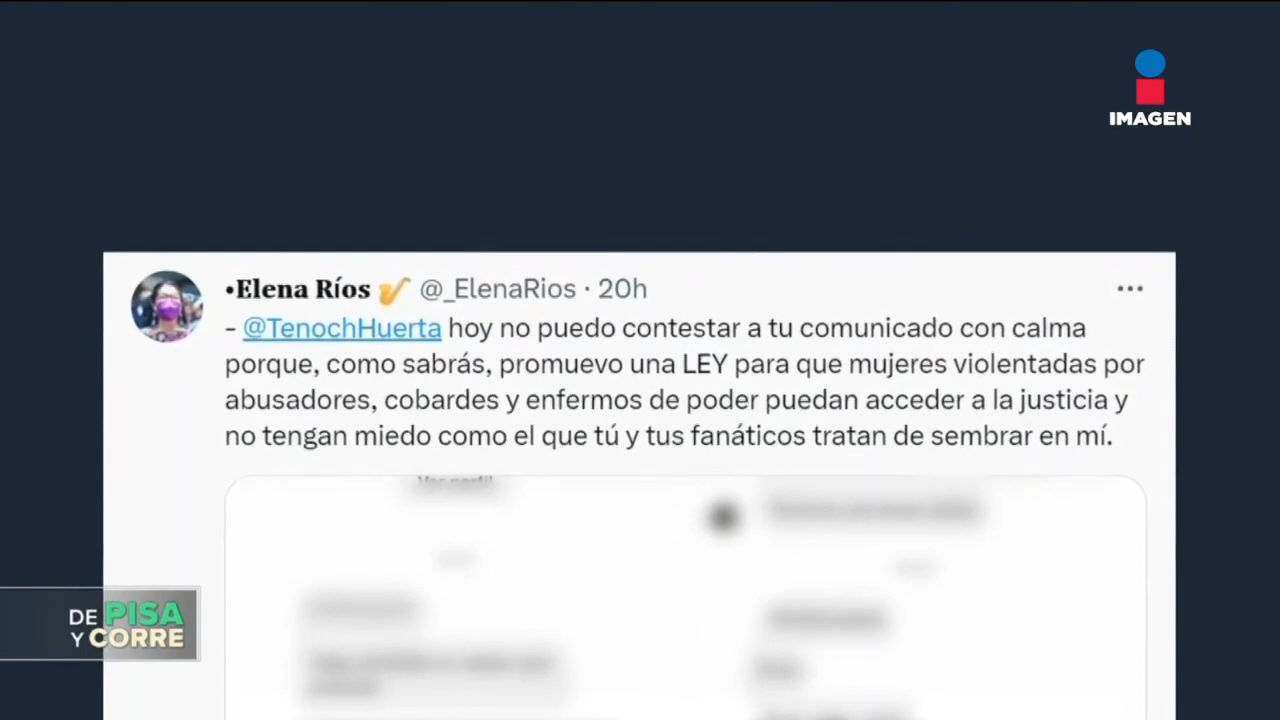 IMAGEN
•Elena Ríos 🎷 @_ElenaRios · 20h
- @TenochHuerta hoy no puedo contestar a tu comunicado con calma
porque, como sabrás, promuevo una LEY para que mujeres violentadas por
abusadores, cobardes y enfermos de poder puedan acceder a la justicia y
no tengan miedo como el que tú y tus fanáticos tratan de sembrar en mí.
Ver perfil
DE PISA
Y CORRE